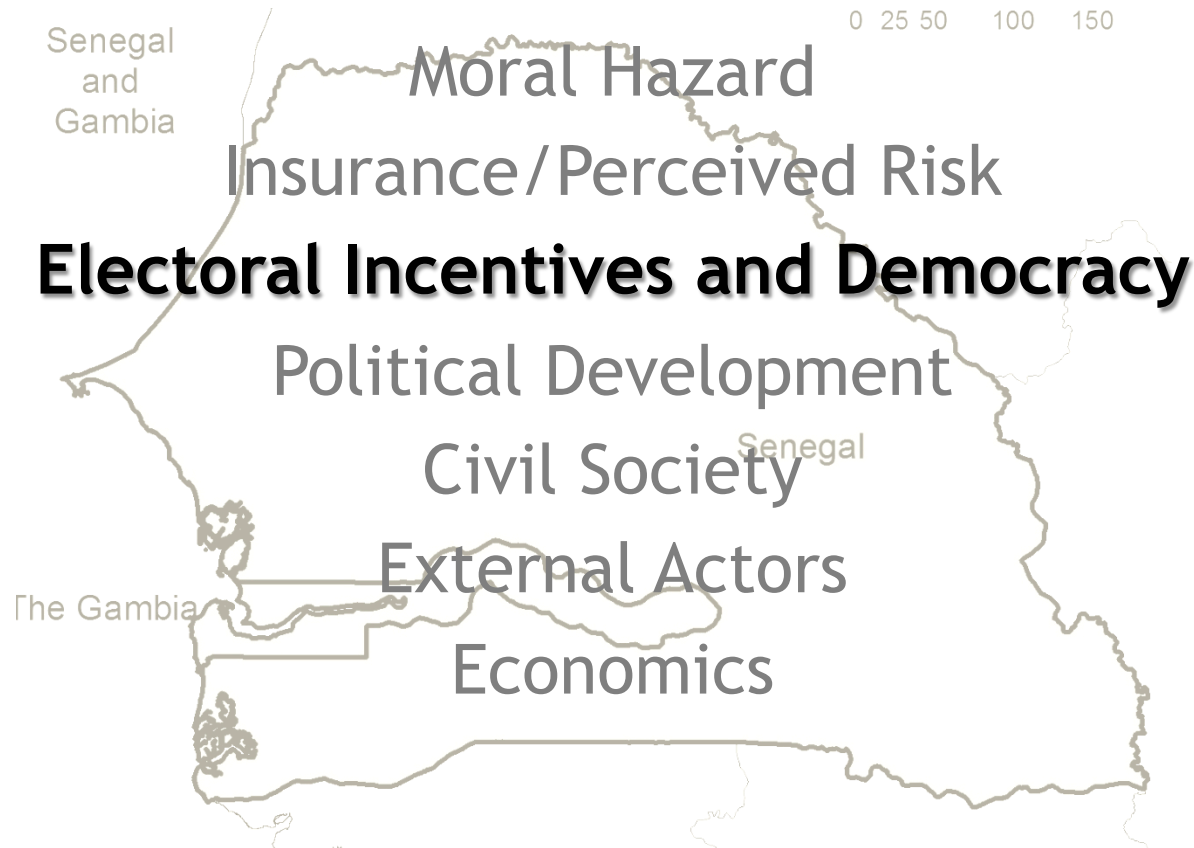 Senegal
and
Gambia
0 25 50 100 150
Moral Hazard
Insurance/Perceived Risk
Electoral Incentives and Democracy
Political Development
Civil Society
Senegal
External Actors
The Gambia
Economics